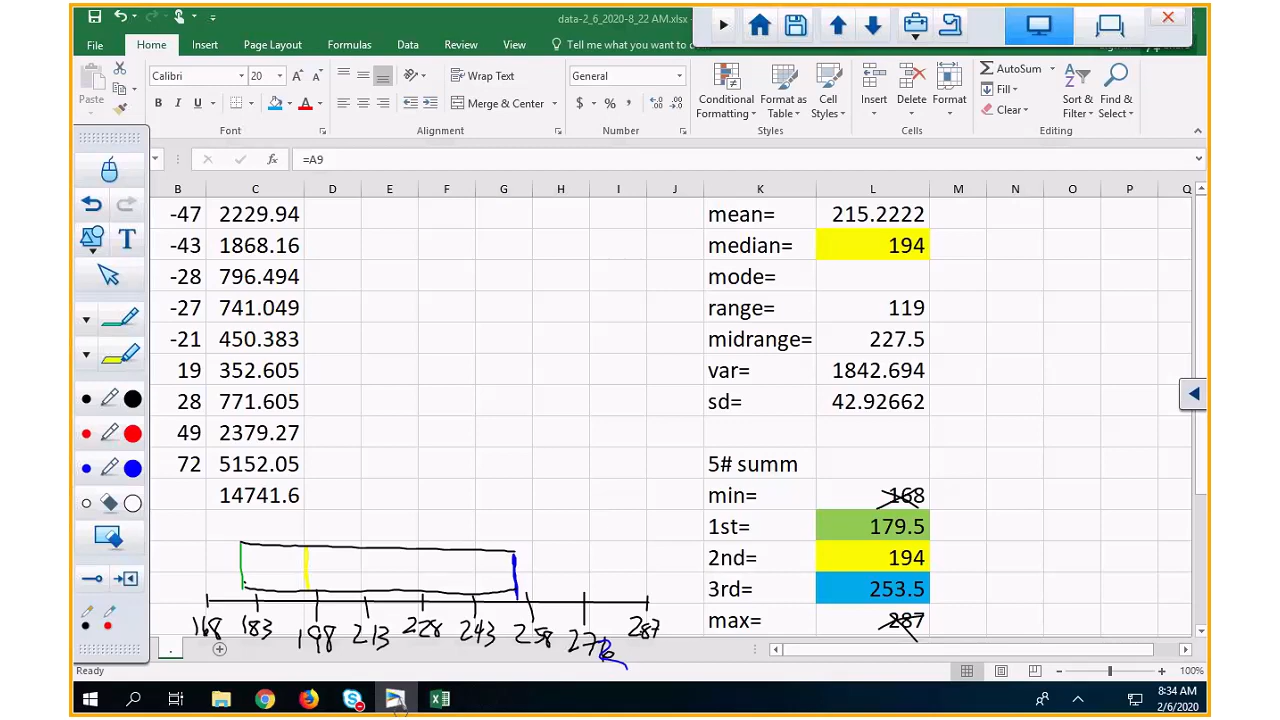 data-2_6_2020-8_22 AM.xlsx
File Home Insert Page Layout Formulas Data Review View Tell me what you want to do
Calibri 20 A A Wrap Text General AutoSum
Paste B I U A Merge & Center $ % , Conditional Formatting Format as Table Cell Styles Insert Delete Format Fill Clear Sort & Filter Find & Select
Font Alignment Number Styles Cells Editing
fx =A9
B C D E F G H I J K L M N O P Q
-47 2229.94 mean= 215.2222
-43 1868.16 median= 194
-28 796.494 mode=
-27 741.049 range= 119
-21 450.383 midrange= 227.5
19 352.605 var= 1842.694
28 771.605 sd= 42.92662
49 2379.27
72 5152.05 5# summ
14741.6 min= 168
1st= 179.5
2nd= 194
3rd= 253.5
max= 287
168 183 198 213 228 243 258 276 287
T
Ready 100%
8:34 AM
2/6/2020